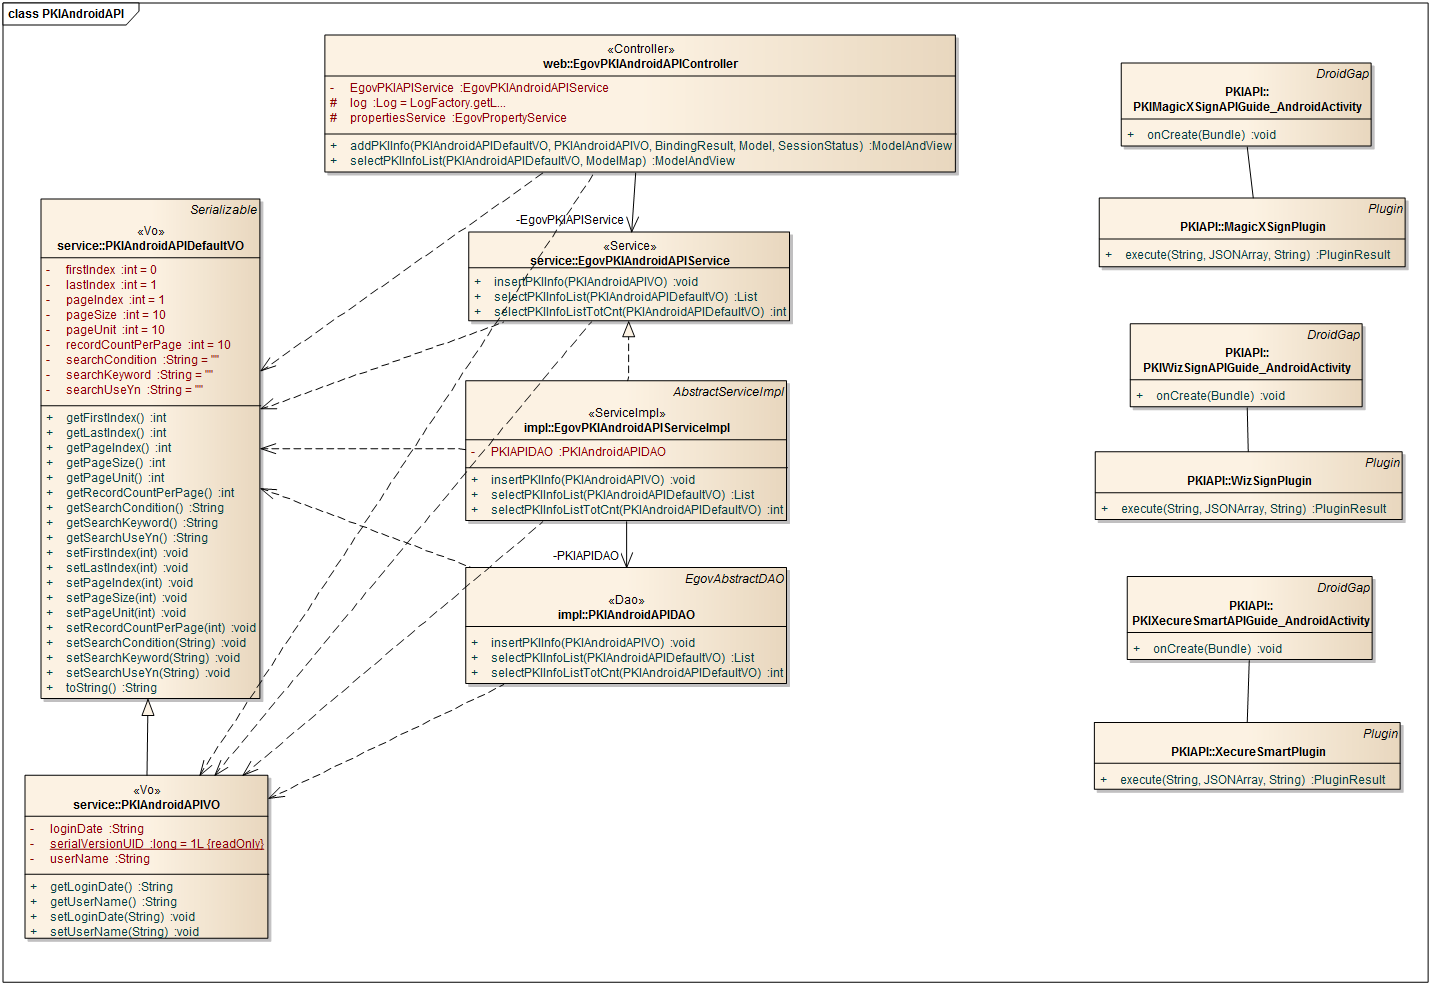 class PKIAndroidAPI
«Controller»
web::EgovPKIAndroidAPIController
- EgovPKIAPIService :EgovPKIAndroidAPIService
# log :Log = LogFactory.getL...
# propertiesService :EgovPropertyService
+ addPKIInfo(PKIAndroidAPIDefaultVO, PKIAndroidAPIVO, BindingResult, Model, SessionStatus) :ModelAndView
+ selectPKIInfoList(PKIAndroidAPIDefaultVO, ModelMap) :ModelAndView
Serializable
«Vo»
service::PKIAndroidAPIDefaultVO
- firstIndex :int = 0
- lastIndex :int = 1
- pageIndex :int = 1
- pageSize :int = 10
- pageUnit :int = 10
- recordCountPerPage :int = 10
- searchCondition :String = ""
- searchKeyword :String = ""
- searchUseYn :String = ""
+ getFirstIndex() :int
+ getLastIndex() :int
+ getPageIndex() :int
+ getPageSize() :int
+ getPageUnit() :int
+ getRecordCountPerPage() :int
+ getSearchCondition() :String
+ getSearchKeyword() :String
+ getSearchUseYn() :String
+ setFirstIndex(int) :void
+ setLastIndex(int) :void
+ setPageIndex(int) :void
+ setPageSize(int) :void
+ setPageUnit(int) :void
+ setRecordCountPerPage(int) :void
+ setSearchCondition(String) :void
+ setSearchKeyword(String) :void
+ setSearchUseYn(String) :void
+ toString() :String
«Vo»
service::PKIAndroidAPIVO
- loginDate :String
- serialVersionUID :long = 1L {readOnly}
- userName :String
+ getLoginDate() :String
+ getUserName() :String
+ setLoginDate(String) :void
+ setUserName(String) :void
-EgovPKIAPIService
«Service»
service::EgovPKIAndroidAPIService
+ insertPKIInfo(PKIAndroidAPIVO) :void
+ selectPKIInfoList(PKIAndroidAPIDefaultVO) :List
+ selectPKIInfoListTotCnt(PKIAndroidAPIDefaultVO) :int
AbstractServiceImpl
«ServiceImpl»
impl::EgovPKIAndroidAPIServiceImpl
- PKIAPIDAO :PKIAndroidAPIDAO
+ insertPKIInfo(PKIAndroidAPIVO) :void
+ selectPKIInfoList(PKIAndroidAPIDefaultVO) :List
+ selectPKIInfoListTotCnt(PKIAndroidAPIDefaultVO) :int
-PKIAPIDAO
EgovAbstractDAO
«Dao»
impl::PKIAndroidAPIDAO
+ insertPKIInfo(PKIAndroidAPIVO) :void
+ selectPKIInfoList(PKIAndroidAPIDefaultVO) :List
+ selectPKIInfoListTotCnt(PKIAndroidAPIDefaultVO) :int
DroidGap
PKIAPI::
PKIMagicXSignAPIGuide_AndroidActivity
+ onCreate(Bundle) :void
Plugin
PKIAPI::MagicXSignPlugin
+ execute(String, JSONArray, String) :PluginResult
DroidGap
PKIAPI::
PKIWizSignAPIGuide_AndroidActivity
+ onCreate(Bundle) :void
Plugin
PKIAPI::WizSignPlugin
+ execute(String, JSONArray, String) :PluginResult
DroidGap
PKIAPI::
PKIXecureSmartAPIGuide_AndroidActivity
+ onCreate(Bundle) :void
Plugin
PKIAPI::XecureSmartPlugin
+ execute(String, JSONArray, String) :PluginResult